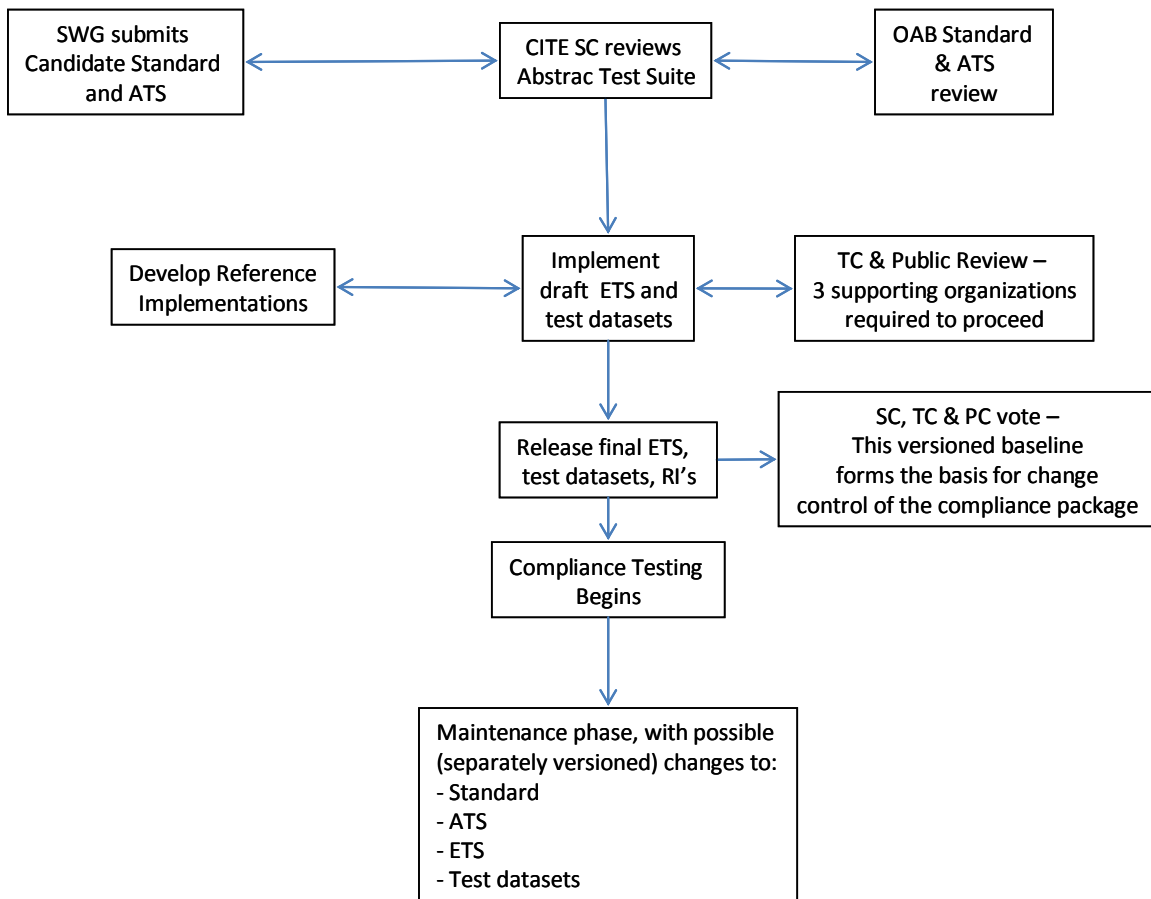 SWG submits
Candidate Standard
and ATS
CITE SC reviews
Abstrac Test Suite
OAB Standard
& ATS
review
Develop Reference
Implementations
Implement
draft ETS and
test datasets
TC & Public Review –
3 supporting organizations
required to proceed
Release final ETS,
test datasets, RI's
SC, TC & PC vote –
This versioned baseline
forms the basis for change
control of the compliance package
Compliance Testing
Begins
Maintenance phase, with possible
(separately versioned) changes to:
- Standard
- ATS
- ETS
- Test datasets